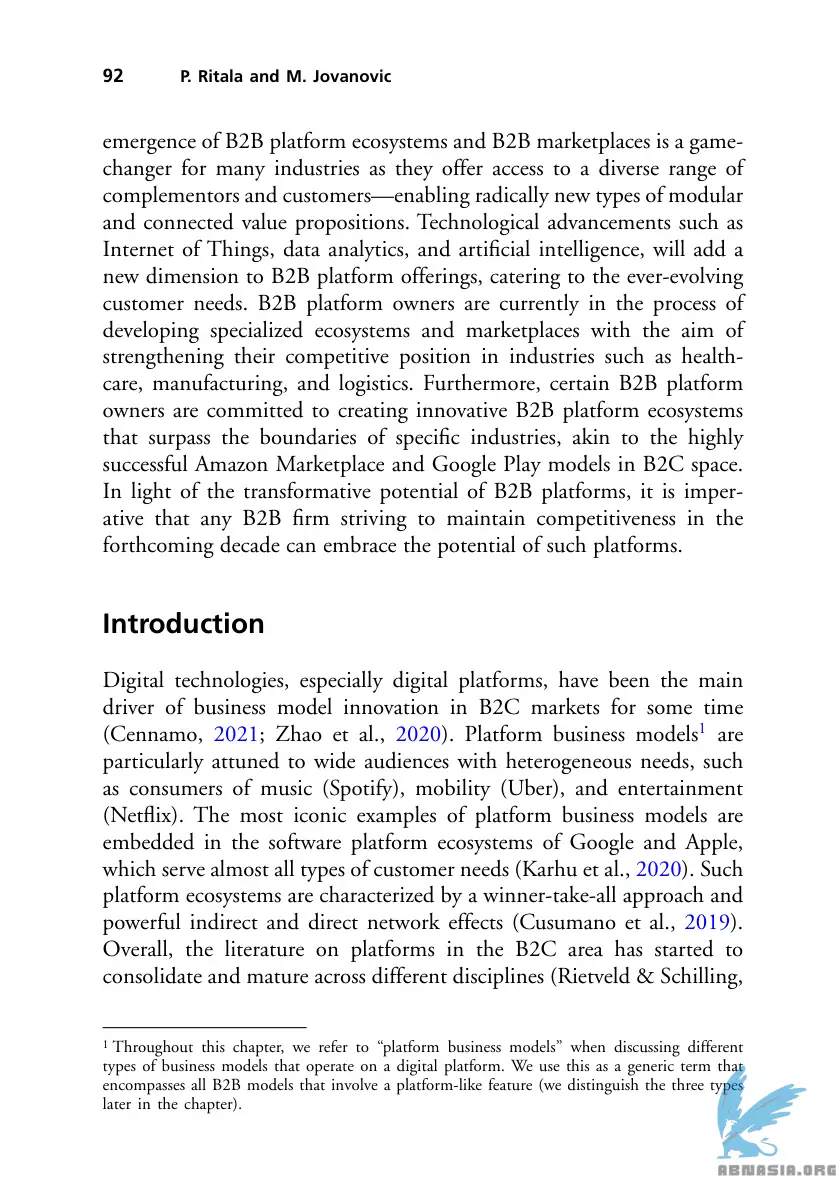 92 P. Ritala and M. Jovanovic
emergence of B2B platform ecosystems and B2B marketplaces is a game-
changer for many industries as they offer access to a diverse range of
complementors and customers—enabling radically new types of modular
and connected value propositions. Technological advancements such as
Internet of Things, data analytics, and artificial intelligence, will add a
new dimension to B2B platform offerings, catering to the ever-evolving
customer needs. B2B platform owners are currently in the process of
developing specialized ecosystems and marketplaces with the aim of
strengthening their competitive position in industries such as health-
care, manufacturing, and logistics. Furthermore, certain B2B platform
owners are committed to creating innovative B2B platform ecosystems
that surpass the boundaries of specific industries, akin to the highly
successful Amazon Marketplace and Google Play models in B2C space.
In light of the transformative potential of B2B platforms, it is imper-
ative that any B2B firm striving to maintain competitiveness in the
forthcoming decade can embrace the potential of such platforms.
Introduction
Digital technologies, especially digital platforms, have been the main
driver of business model innovation in B2C markets for some time
(Cennamo, 2021; Zhao et al., 2020). Platform business models1 are
particularly attuned to wide audiences with heterogeneous needs, such
as consumers of music (Spotify), mobility (Uber), and entertainment
(Netflix). The most iconic examples of platform business models are
embedded in the software platform ecosystems of Google and Apple,
which serve almost all types of customer needs (Karhu et al., 2020). Such
platform ecosystems are characterized by a winner-take-all approach and
powerful indirect and direct network effects (Cusumano et al., 2019).
Overall, the literature on platforms in the B2C area has started to
consolidate and mature across different disciplines (Rietveld & Schilling,
1 Throughout this chapter, we refer to “platform business models” when discussing different
types of business models that operate on a digital platform. We use this as a generic term that
encompasses all B2B models that involve a platform-like feature (we distinguish the three types
later in the chapter).
ABNASIA.ORG